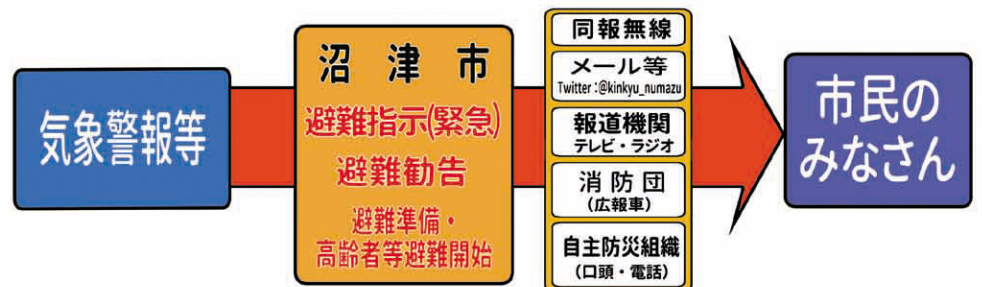 気象警報等
沼津市
避難指示(緊急)
避難勧告
避難準備・
高齢者等避難開始
同報無線
メール等
Twitter:@kinkyu_numazu
報道機関
テレビ・ラジオ
消防団
(広報車)
自主防災組織
(口頭・電話)
市民の
みなさん